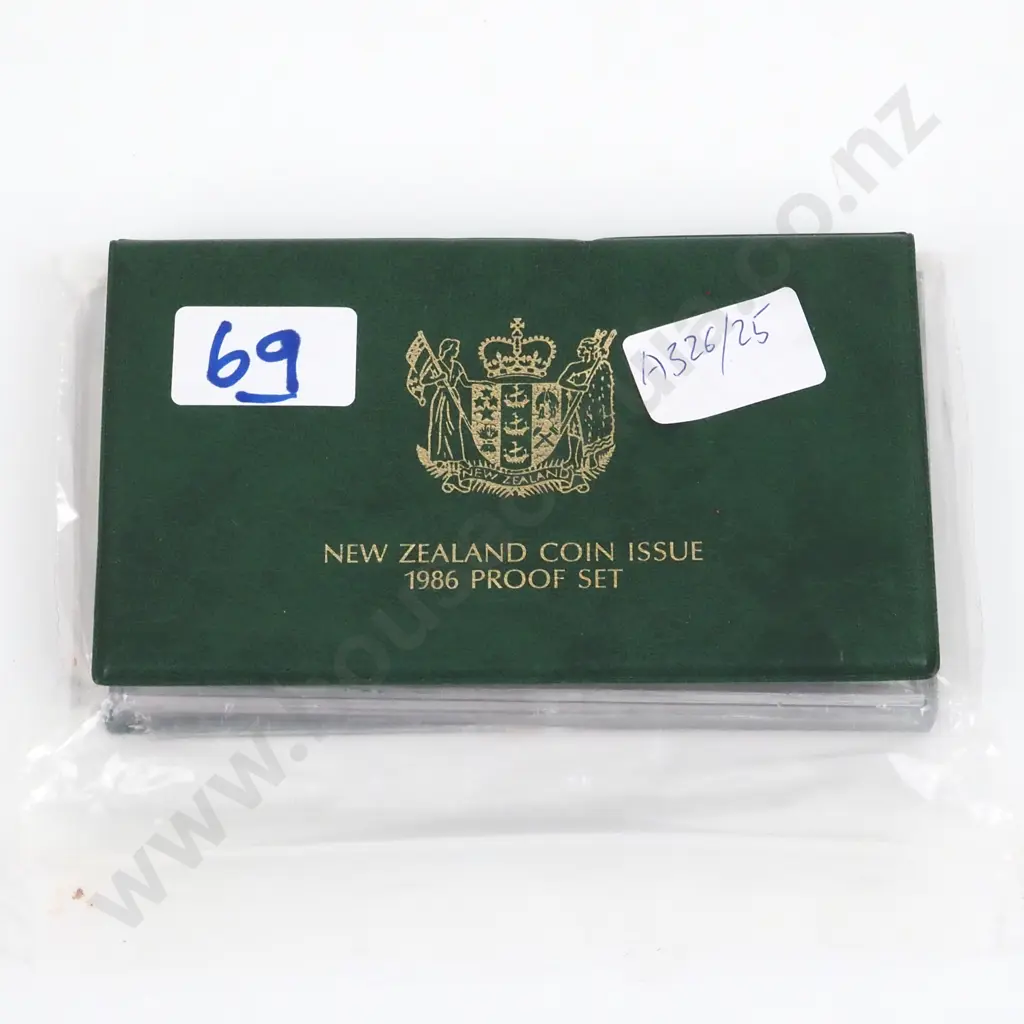 69
A326/25
NEW ZEALAND
NEW ZEALAND COIN ISSUE
1986 PROOF SET